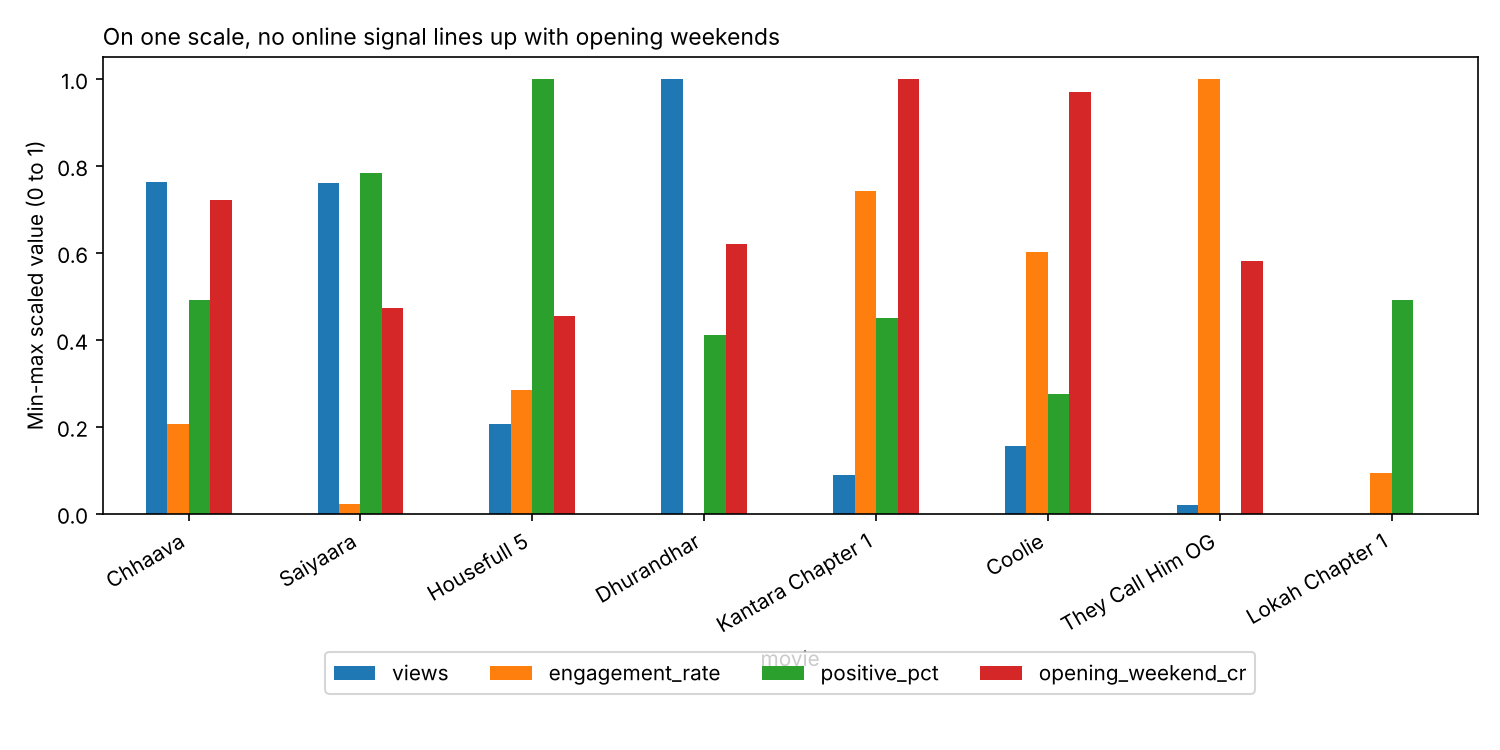 On one scale, no online signal lines up with opening weekends
Min-max scaled value (0 to 1)
1.0
0.8
0.6
0.4
0.2
0.0
Chhaava
Saiyaara
Housefull 5
Dhurandhar
Kantara Chapter 1
Coolie
They Call Him OG
Lokah Chapter 1
movie
views
engagement_rate
positive_pct
opening_weekend_cr